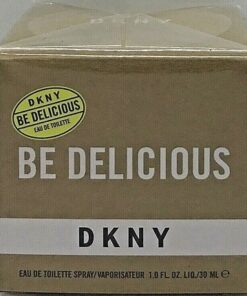 DKNY
BE DELICIOUS
EAU DE TOILETTE
BE DELICIOUS
DKNY
EAU DE TOILETTE SPRAY/VAPORISATEUR 1.0 FL. OZ. LIQ./30 ML ℮